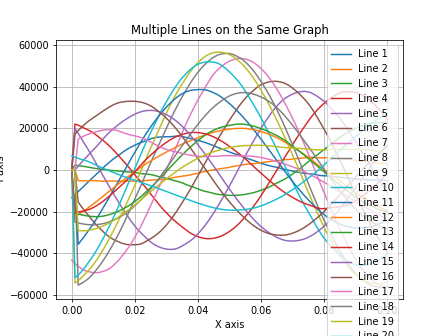 Multiple Lines on the Same Graph
60000
40000
20000
0
−20000
−40000
−60000
0.00
0.02
0.04
0.06
0.08
X axis
axis
Line 1
Line 2
Line 3
Line 4
Line 5
Line 6
Line 7
Line 8
Line 9
Line 10
Line 11
Line 12
Line 13
Line 14
Line 15
Line 16
Line 17
Line 18
Line 19
Line 20